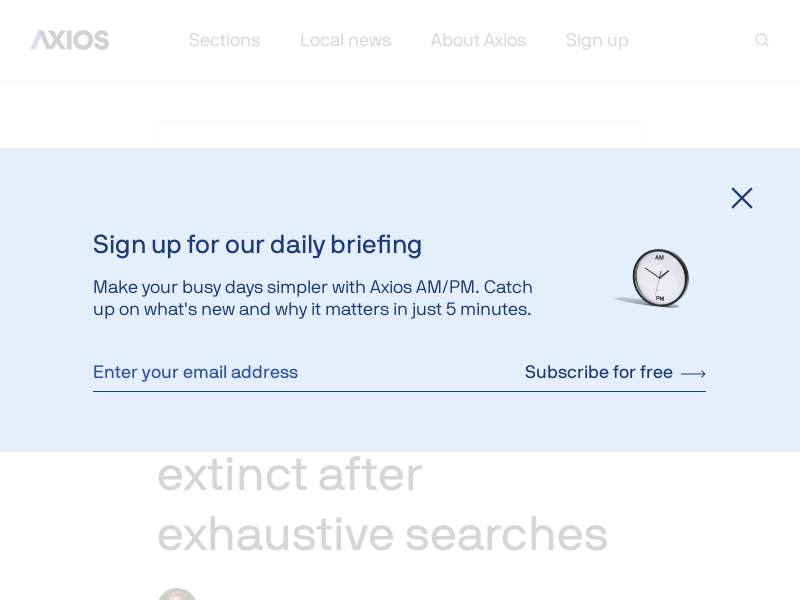 AXIOS
Sections
Local news
About Axios
Sign up
Sign up for our daily briefing
AM
PM
Make your busy days simpler with Axios AM/PM. Catch
up on what's new and why it matters in just 5 minutes.
Enter your email address
Subscribe for free
extinct after
exhaustive searches